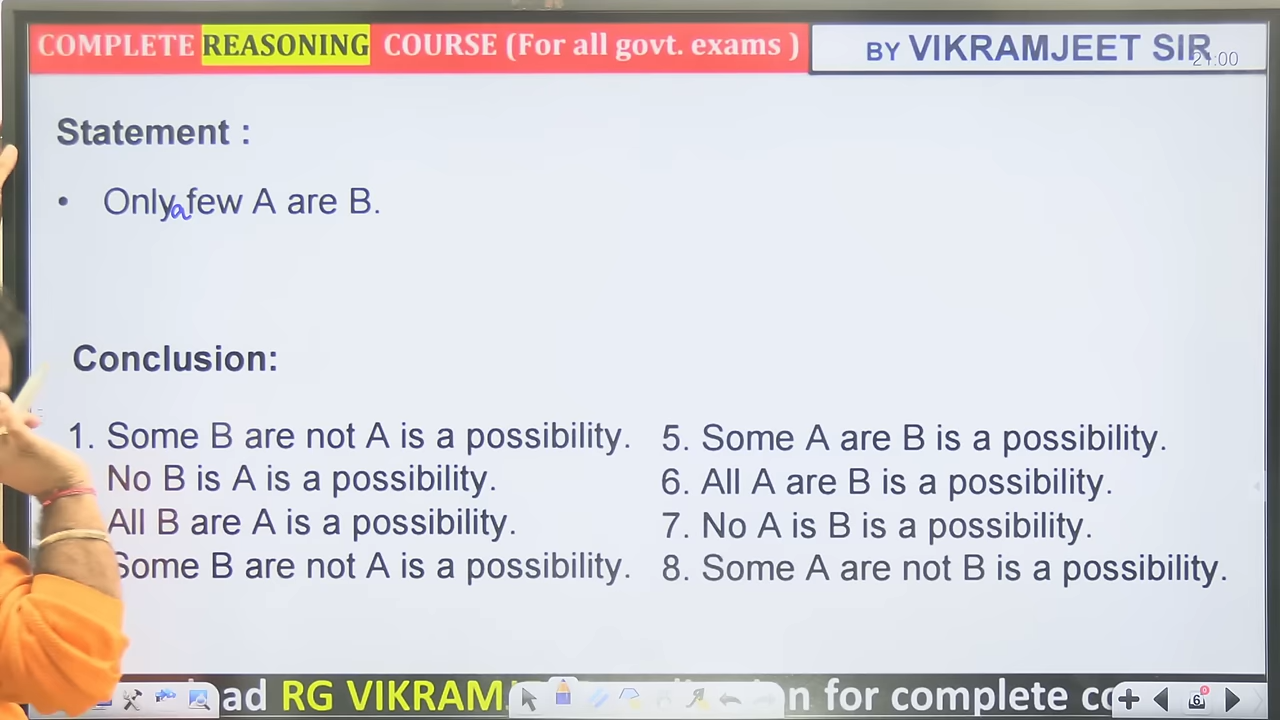 COMPLETE REASONING COURSE (For all govt. exams )
BY VIKRAMJEET SIR
21:00
Statement :
• Only a few A are B.
Conclusion:
1. Some B are not A is a possibility.
No B is A is a possibility.
All B are A is a possibility.
Some B are not A is a possibility.
5. Some A are B is a possibility.
6. All A are B is a possibility.
7. No A is B is a possibility.
8. Some A are not B is a possibility.
RG VIKRAM
for complete
6